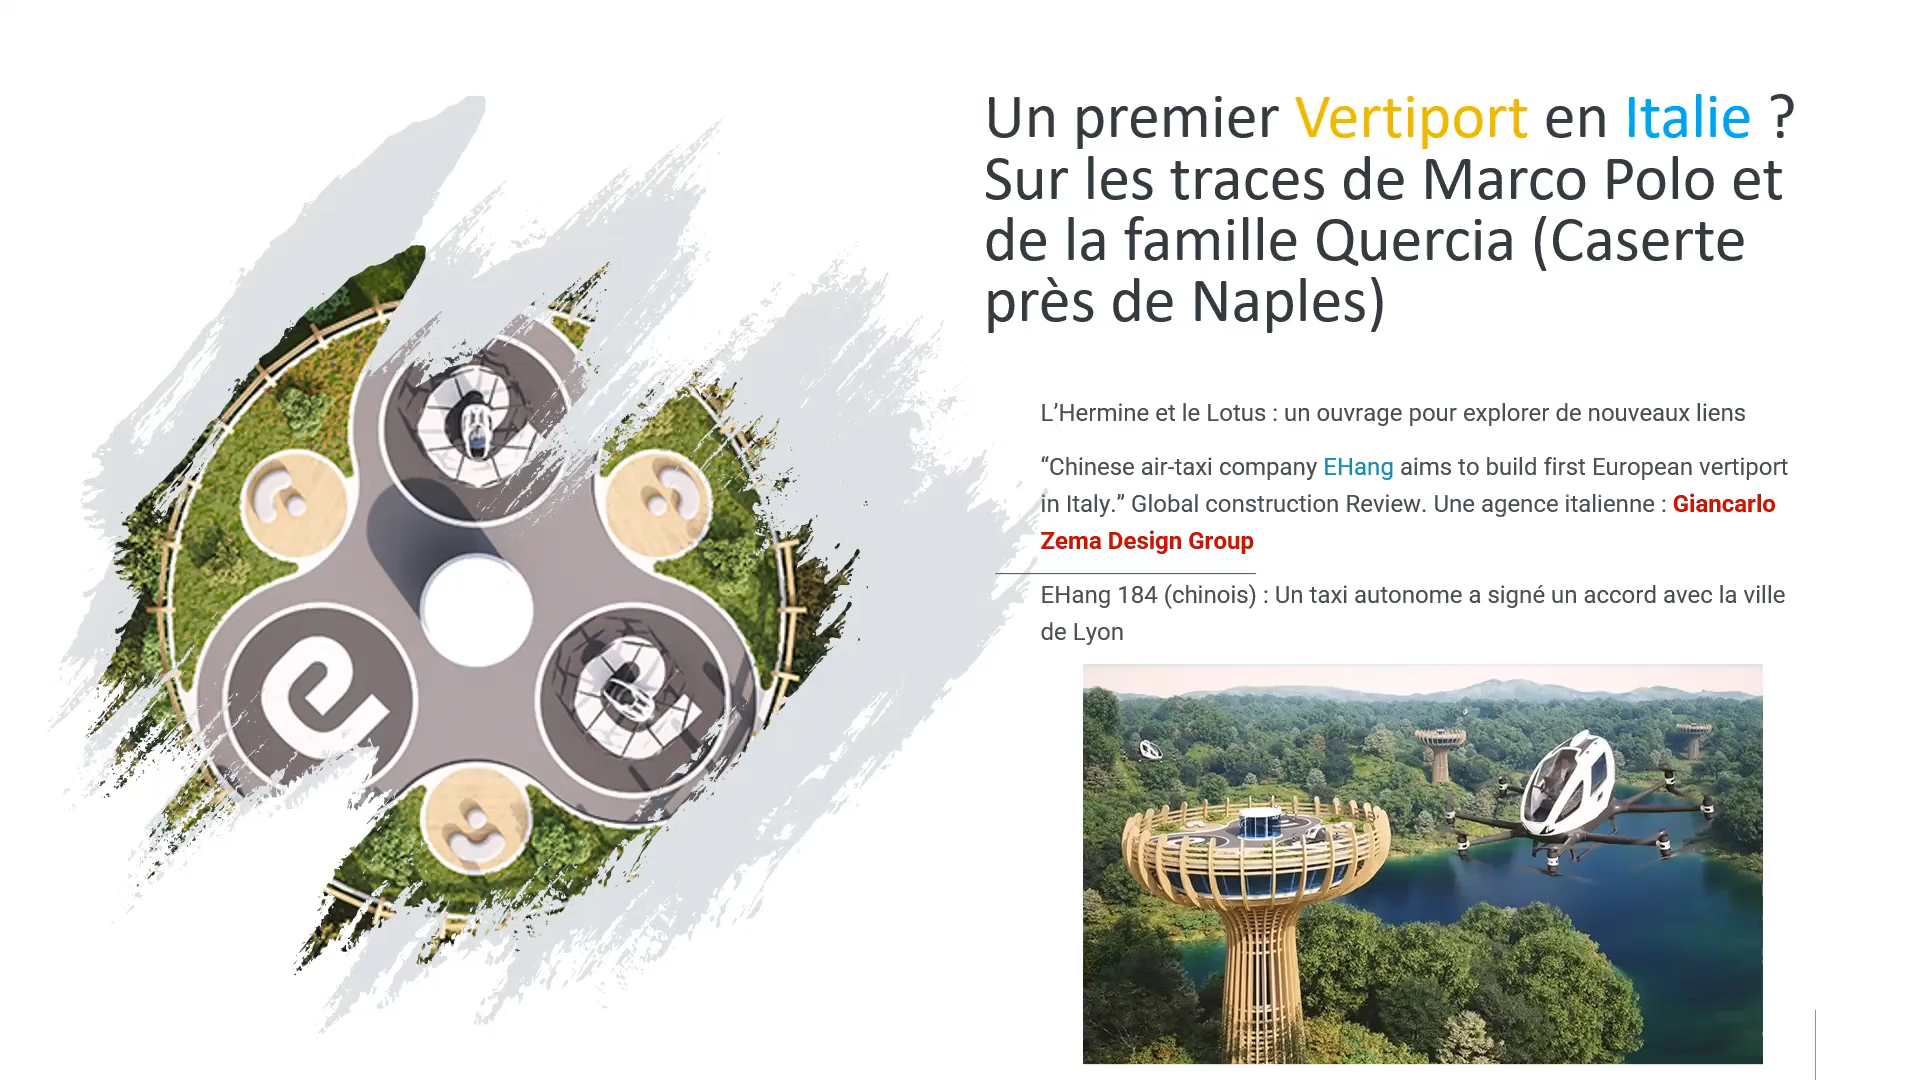 Un premier Vertiport en Italie ?
Sur les traces de Marco Polo et
de la famille Quercia (Caserte
près de Naples)
L’Hermine et le Lotus : un ouvrage pour explorer de nouveaux liens
“Chinese air-taxi company EHang aims to build first European vertiport
in Italy.” Global construction Review. Une agence italienne : Giancarlo
Zema Design Group
EHang 184 (chinois) : Un taxi autonome a signé un accord avec la ville
de Lyon